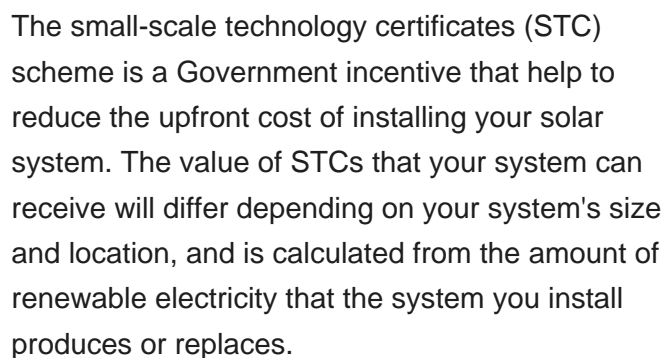 The small-scale technology certificates (STC)
scheme is a Government incentive that help to
reduce the upfront cost of installing your solar
system. The value of STCs that your system can
receive will differ depending on your system's size
and location, and is calculated from the amount of
renewable electricity that the system you install
produces or replaces.